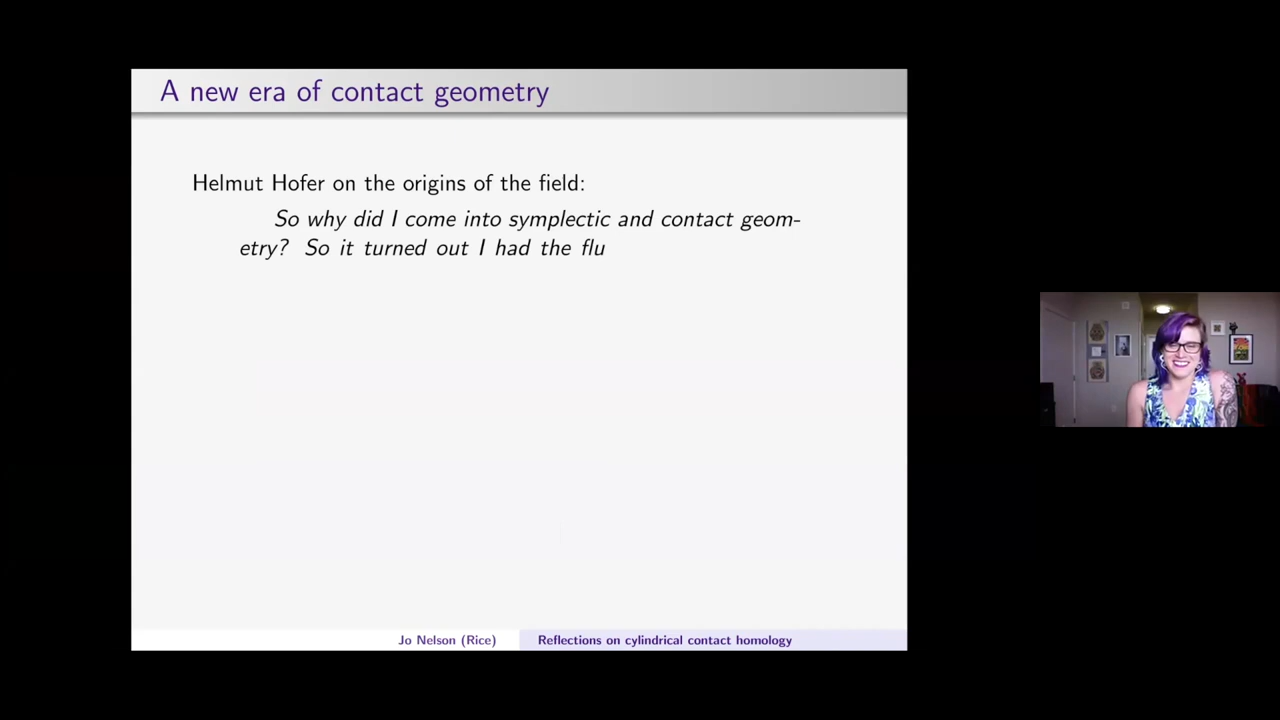 A new era of contact geometry
Helmut Hofer on the origins of the field:
So why did I come into symplectic and contact geom-
etry? So it turned out I had the flu
Jo Nelson (Rice)
Reflections on cylindrical contact homology